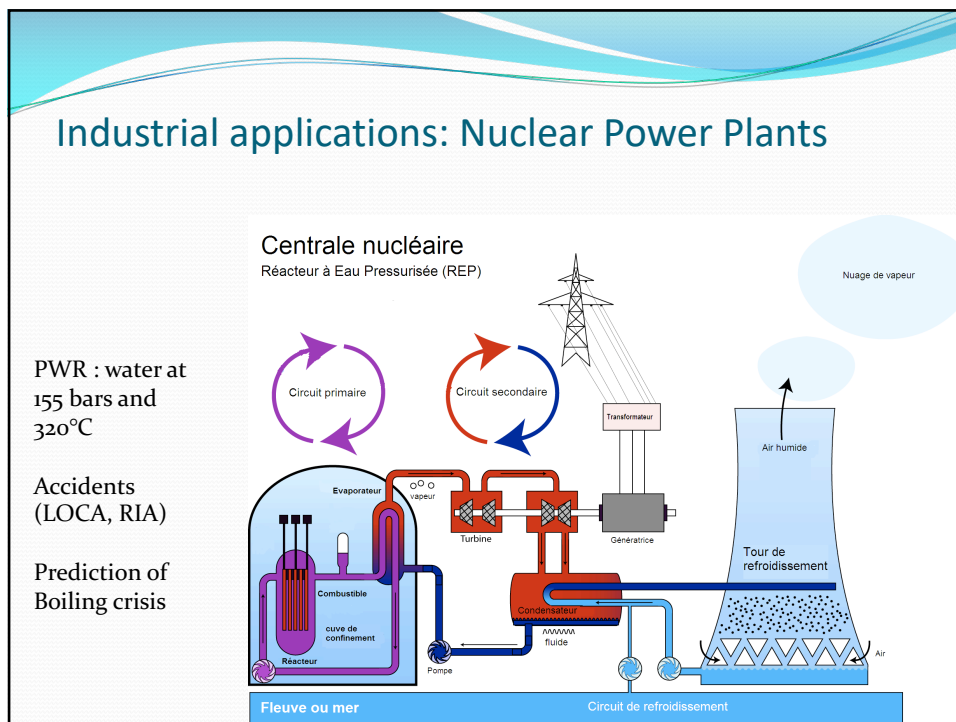 Industrial applications: Nuclear Power Plants
PWR : water at
155 bars and
320°C
Accidents
(LOCA, RIA)
Prediction of
Boiling crisis
Centrale nucléaire
Réacteur à Eau Pressurisée (REP)
Nuage de vapeur
Circuit primaire
Circuit secondaire
Transformateur
Air humide
Evaporateur
vapeur
Turbine
Génératrice
Tour de
refroidissement
Combustible
Condensateur
cuve de
confinement
fluide
Réacteur
Pompe
Air
Fleuve ou mer
Circuit de refroidissement